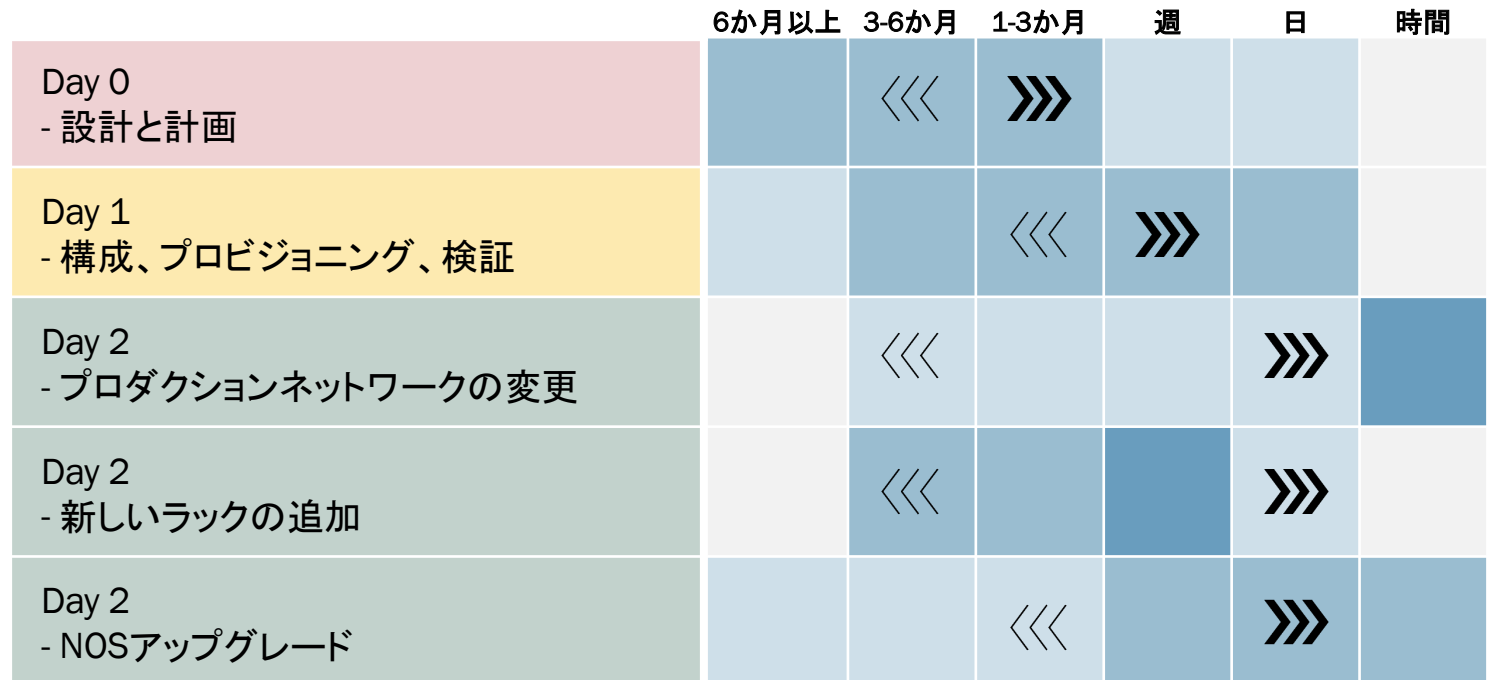 6か月以上 3-6か月 1-3か月 週 日 時間
Day 0
- 設計と計画
Day 1
- 構成、プロビジョニング、検証
Day 2
- プロダクションネットワークの変更
Day 2
- 新しいラックの追加
Day 2
- NOSアップグレード